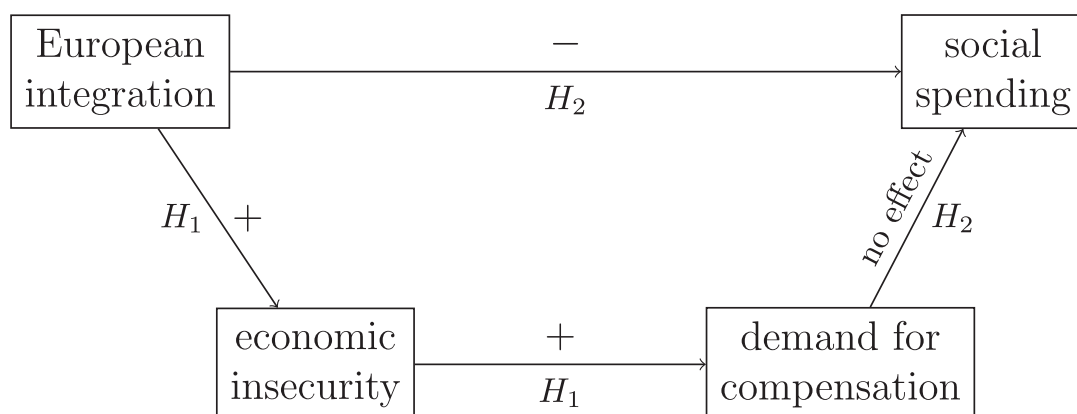 European
integration
−
H₂
social
spending
H₁ +
no effect
H₂
economic
insecurity
+
H₁
demand for
compensation